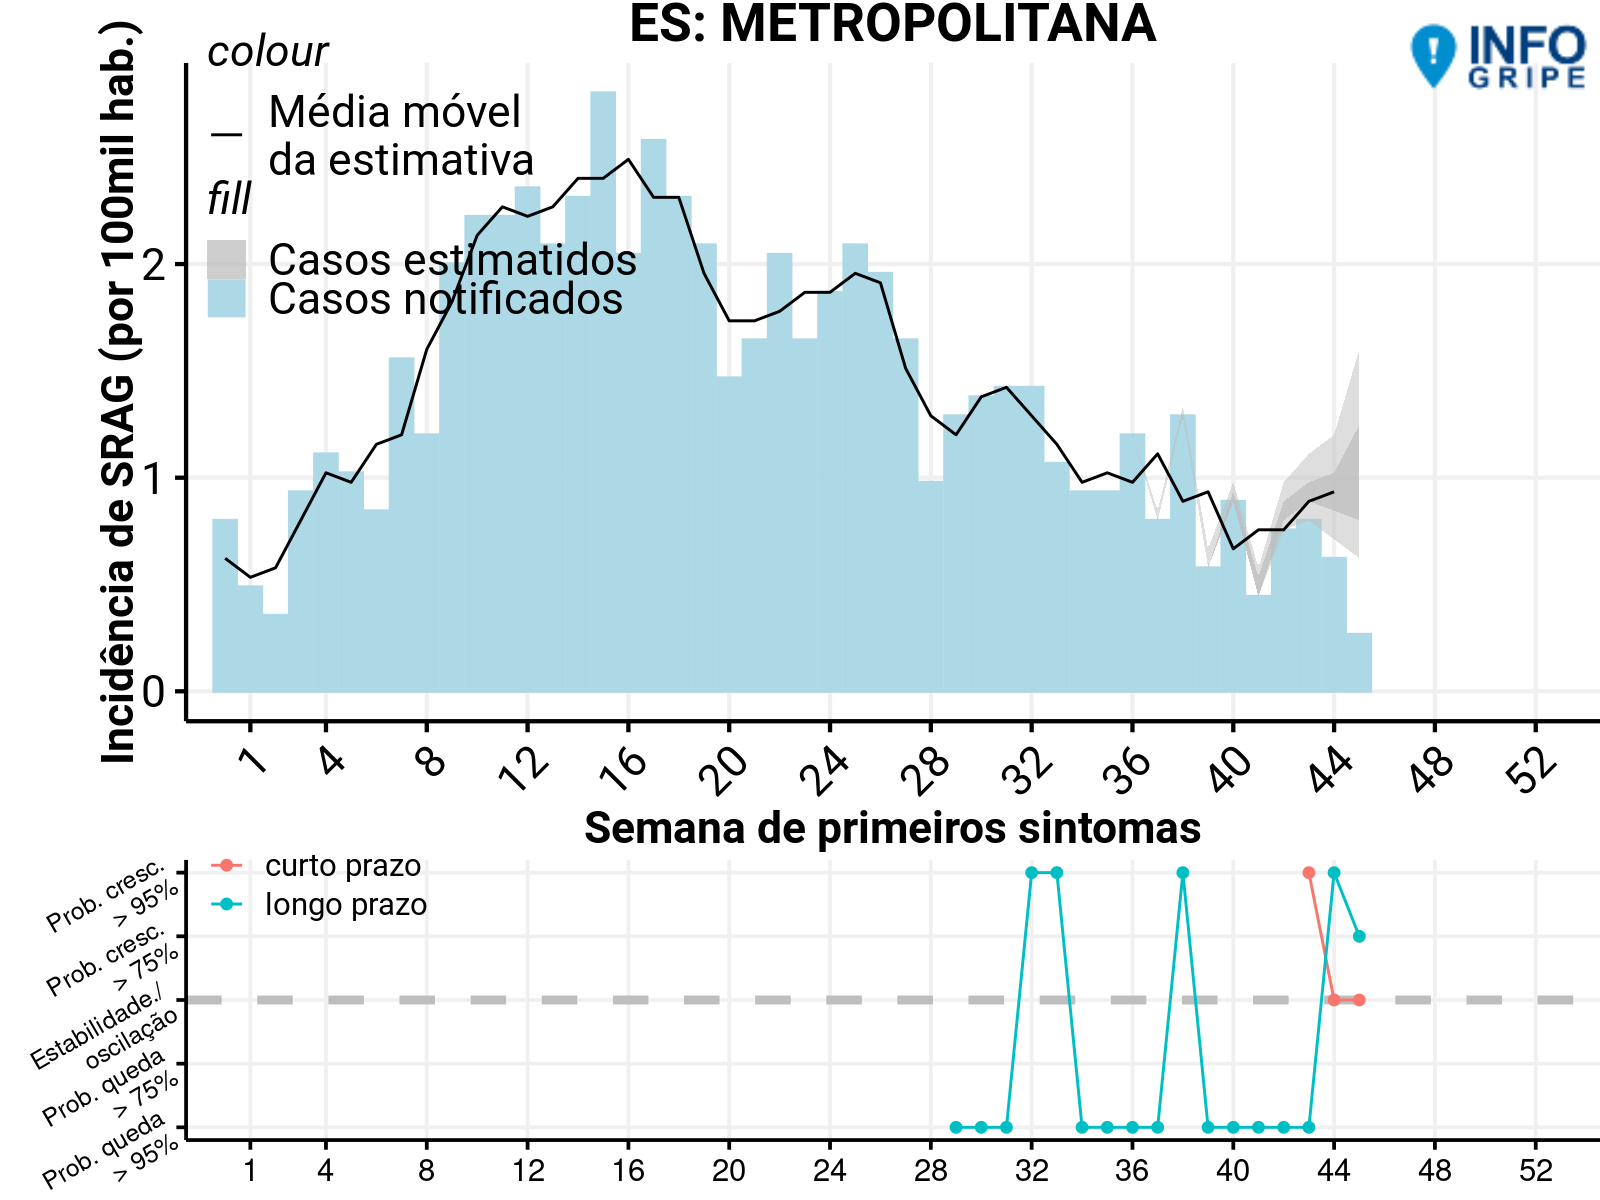 ES: METROPOLITANA
INFO
GRIPE
colour
Média móvel
da estimativa
fill
Casos estimatidos
Casos notificados
Incidência de SRAG (por 100mil hab.)
2
1
0
1 4 8 12 16 20 24 28 32 36 40 44 48 52
Semana de primeiros sintomas
curto prazo
longo prazo
Prob. cresc.
> 95%
Prob. cresc.
> 75%
Estabilidade./
oscilação
Prob. queda
> 75%
Prob. queda
> 95%
1 4 8 12 16 20 24 28 32 36 40 44 48 52